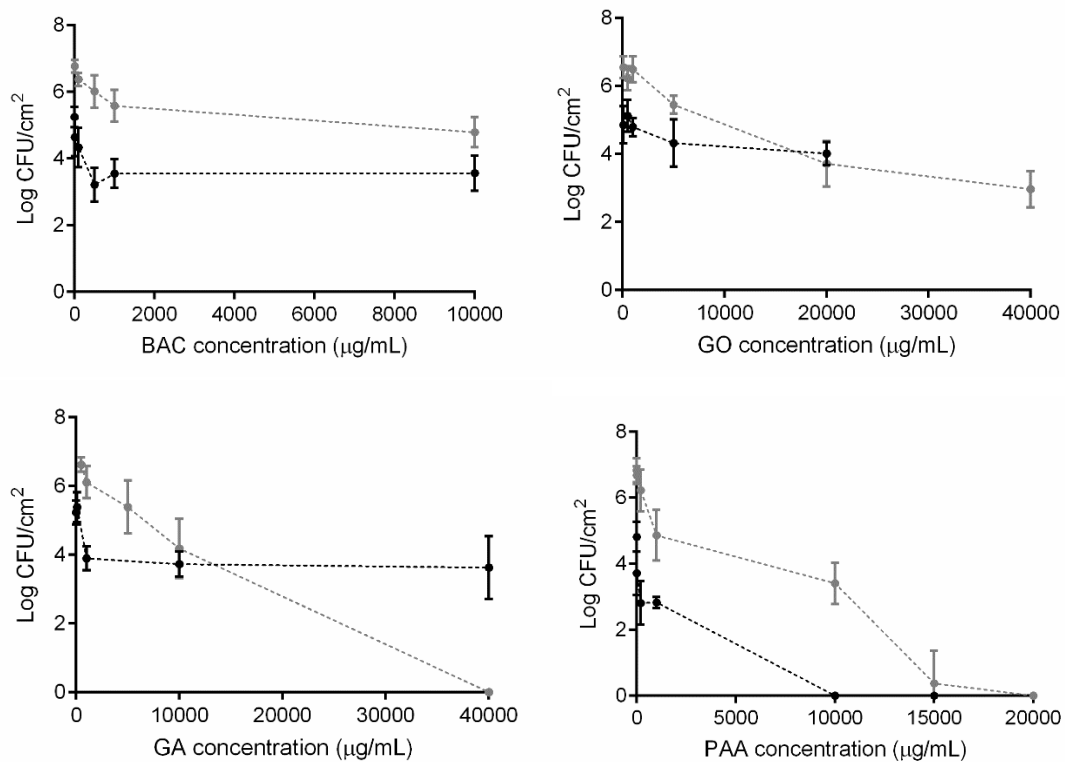 8
6
4
2
0
Log CFU/cm²
0 2000 4000 6000 8000 10000
BAC concentration (μg/mL)
8
6
4
2
0
Log CFU/cm²
0 10000 20000 30000 40000
GO concentration (μg/mL)
8
6
4
2
0
Log CFU/cm²
0 10000 20000 30000 40000
GA concentration (μg/mL)
8
6
4
2
0
Log CFU/cm²
0 5000 10000 15000 20000
PAA concentration (μg/mL)